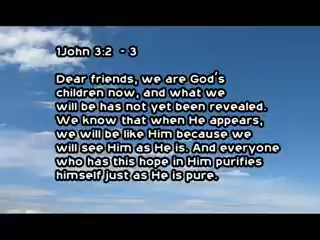 1John 3:2 - 3
Dear friends, we are God's
children now, and what we
will be has not yet been revealed.
We know that when He appears,
we will be like Him because we
will see Him as He is. And everyone
who has this hope in Him purifies
himself just as He is pure.